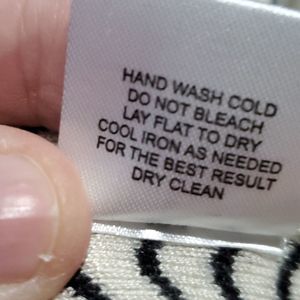 HAND WASH COLD
DO NOT BLEACH
LAY FLAT TO DRY
COOL IRON AS NEEDED
FOR THE BEST RESULT
DRY CLEAN